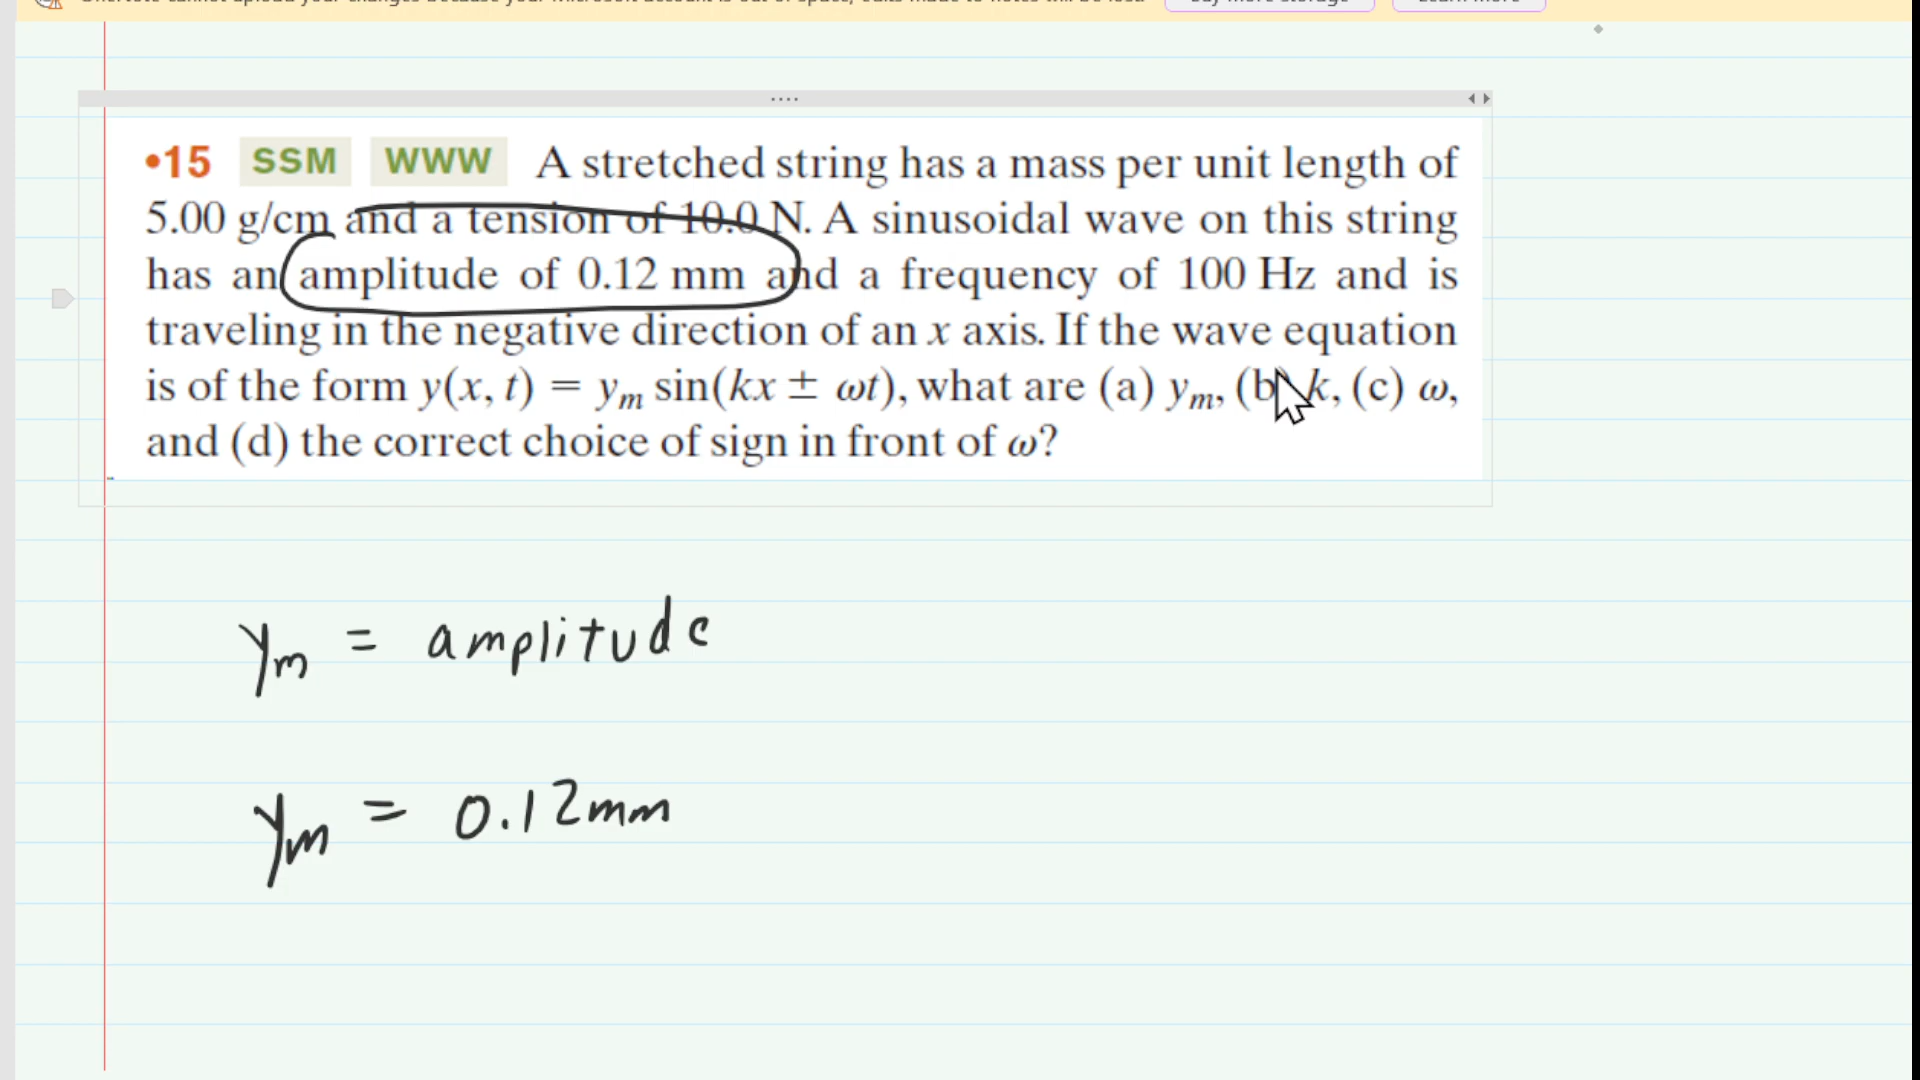 •15 SSM WWW A stretched string has a mass per unit length of
5.00 g/cm and a tension of 10.0 N. A sinusoidal wave on this string
has an amplitude of 0.12 mm and a frequency of 100 Hz and is
traveling in the negative direction of an x axis. If the wave equation
is of the form y(x, t) = yₘ sin(kx ± ωt), what are (a) yₘ, (b) k, (c) ω,
and (d) the correct choice of sign in front of ω?
yₘ = amplitude
yₘ = 0.12mm